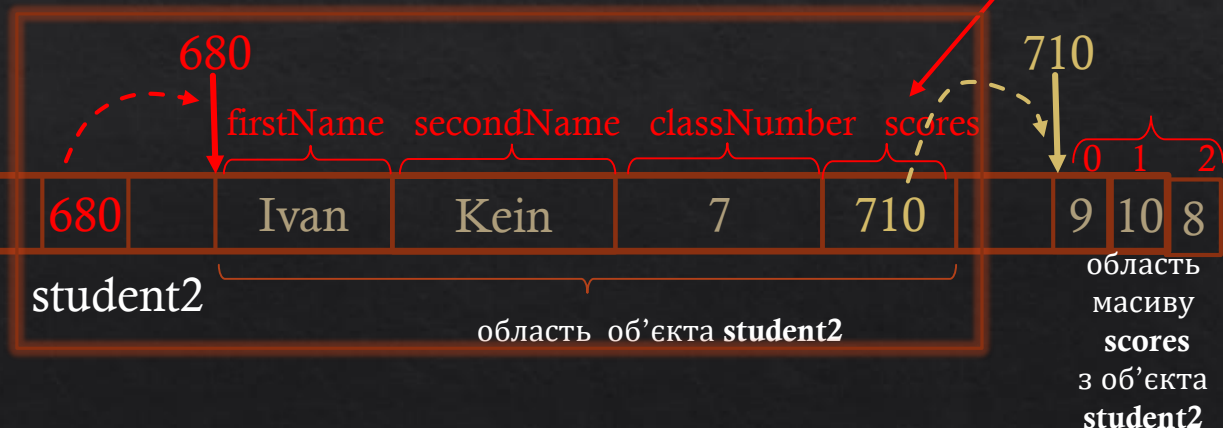 680 710
firstName secondName classNumber scores
0 1 2
680 Ivan Kein 7 710 9 10 8
student2
область об’єкта student2
область
масиву
scores
з об’єкта
student2